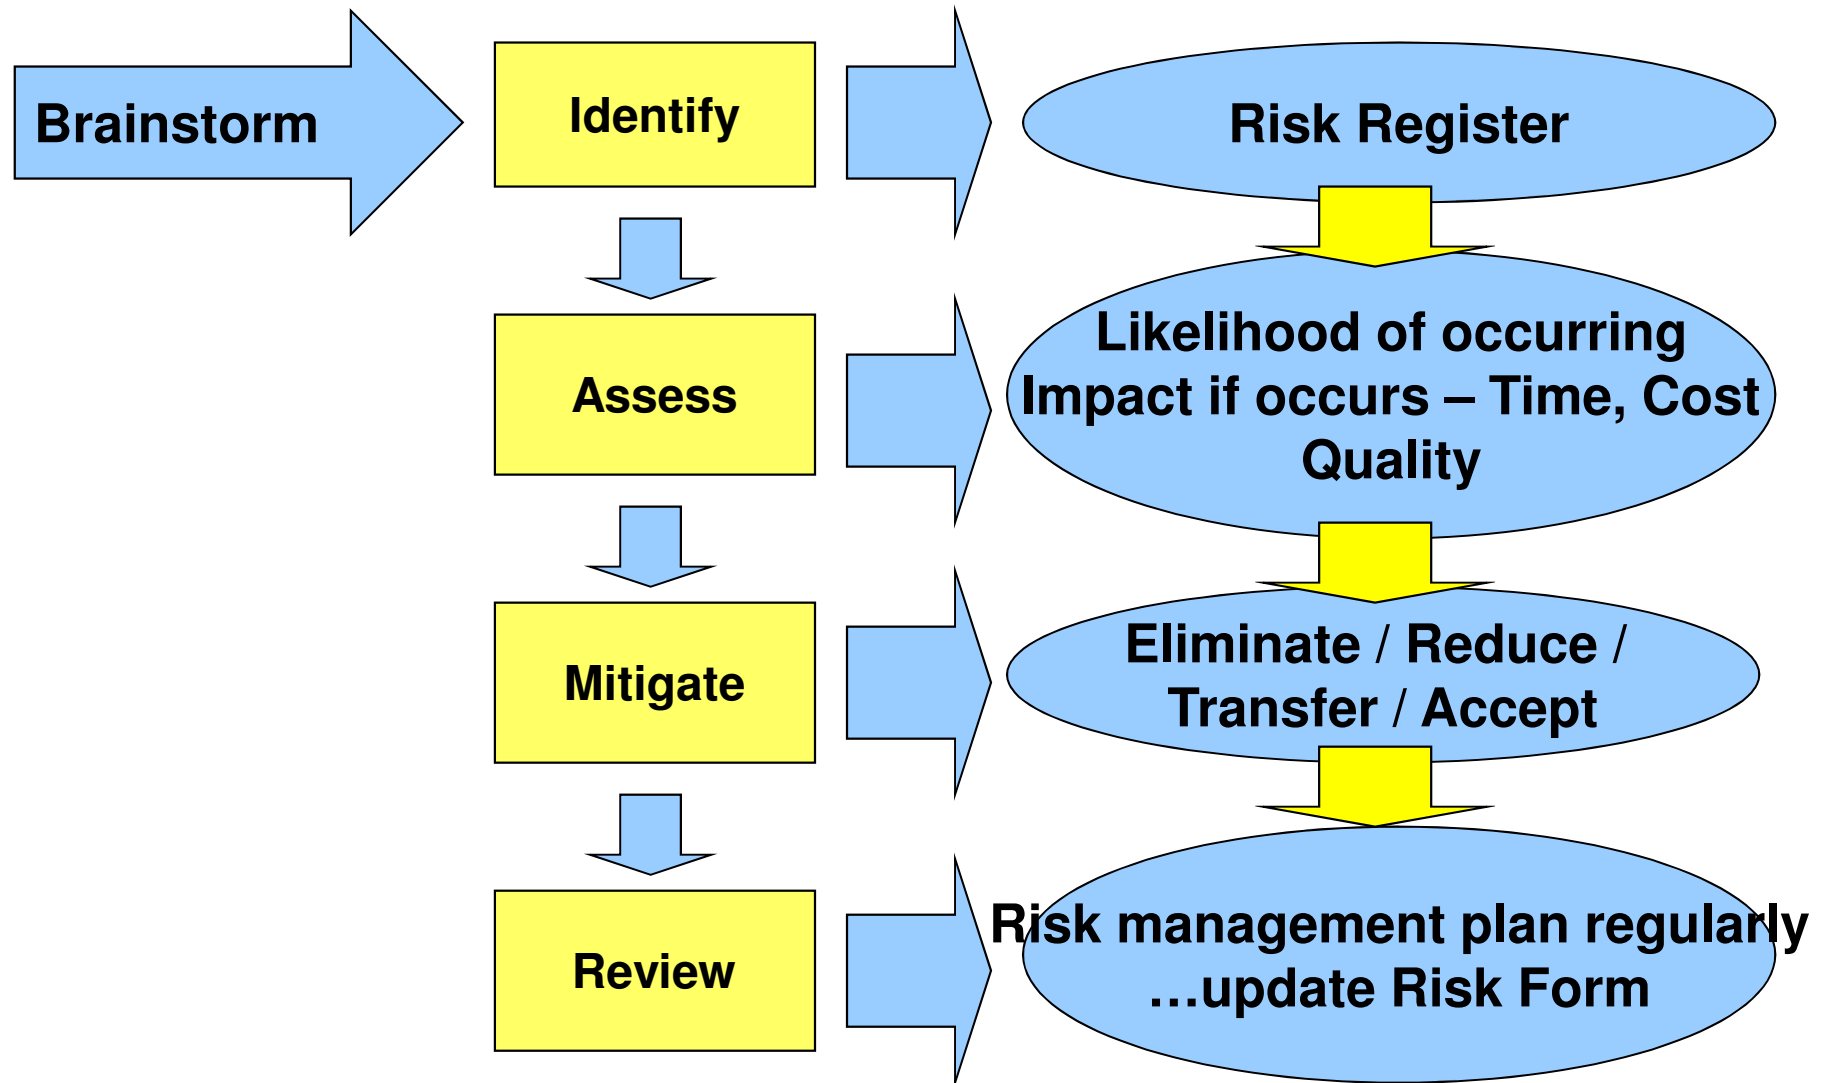 Brainstorm
Identify
Risk Register
Assess
Likelihood of occurring
Impact if occurs – Time, Cost
Quality
Mitigate
Eliminate / Reduce /
Transfer / Accept
Review
Risk management plan regularly
…update Risk Form